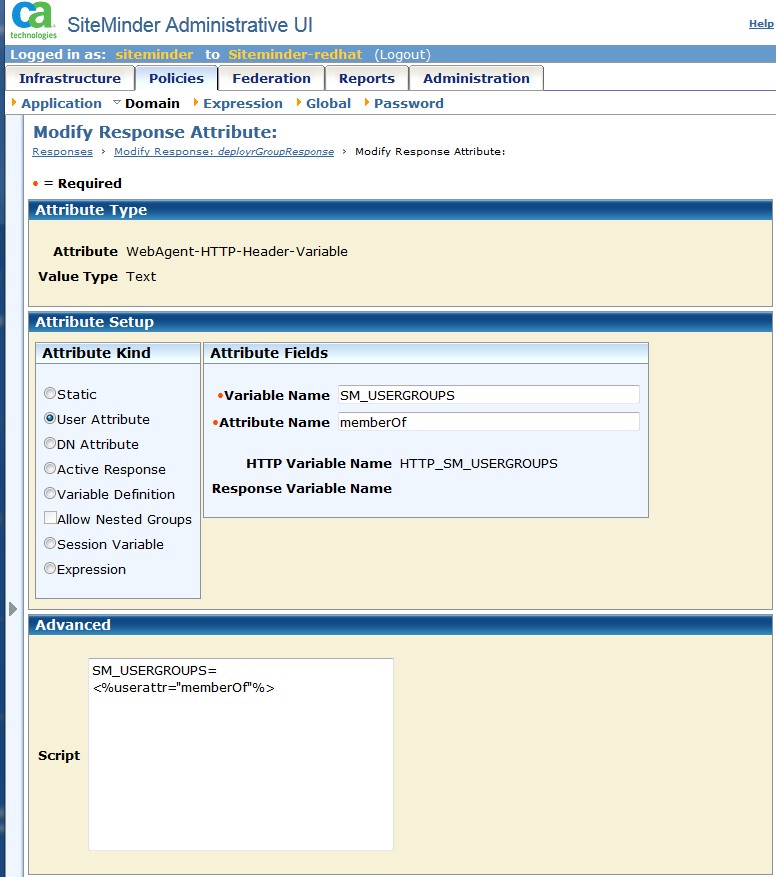 ca
technologies
SiteMinder Administrative UI
Help
Logged in as: siteminder to Siteminder-redhat (Logout)
Infrastructure Policies Federation Reports Administration
Application Domain Expression Global Password
Modify Response Attribute:
Responses › Modify Response: deployrGroupResponse › Modify Response Attribute:
• = Required
Attribute Type
Attribute WebAgent-HTTP-Header-Variable
Value Type Text
Attribute Setup
Attribute Kind
Static
User Attribute
DN Attribute
Active Response
Variable Definition
Allow Nested Groups
Session Variable
Expression
Attribute Fields
•Variable Name SM_USERGROUPS
•Attribute Name memberOf
HTTP Variable Name HTTP_SM_USERGROUPS
Response Variable Name
Advanced
Script
SM_USERGROUPS=
<%userattr="memberOf"%>